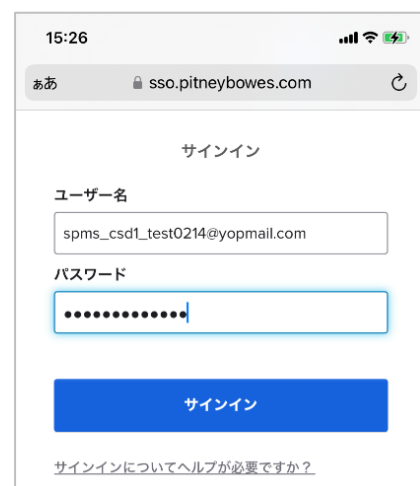 15:26
ああ sso.pitneybowes.com
サインイン
ユーザー名
spms_csd1_test0214@yopmail.com
パスワード
●●●●●●●●●●●●●
サインイン
サインインについてヘルプが必要ですか？